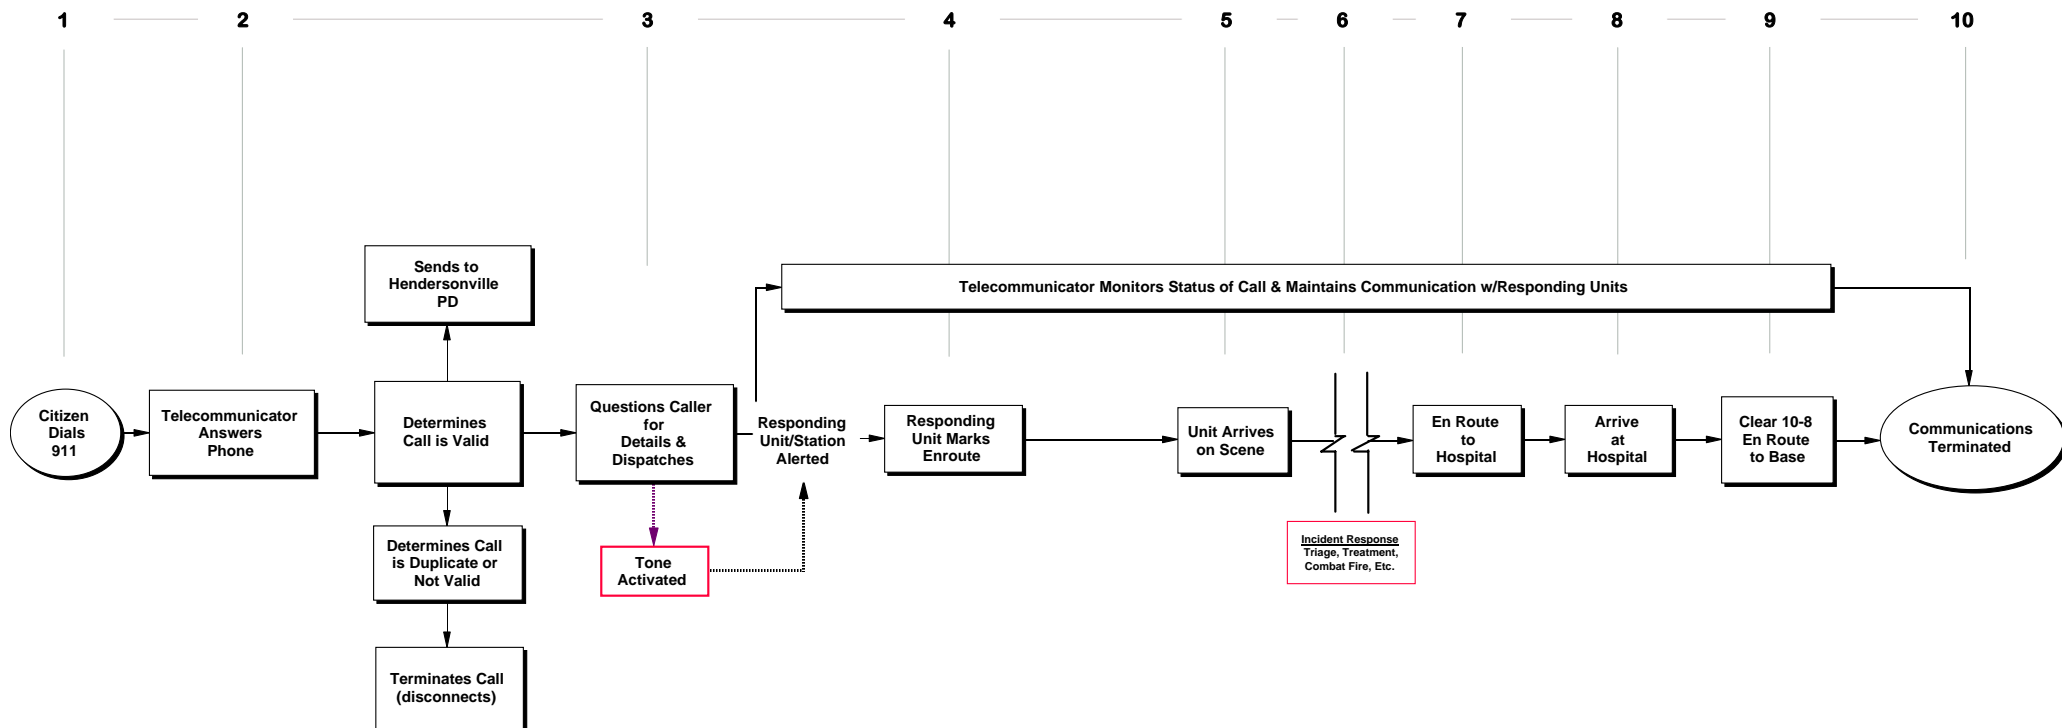 1 2 3 4 5 6 7 8 9 10
Sends to
Hendersonville
PD
Telecommunicator Monitors Status of Call & Maintains Communication w/Responding Units
Citizen
Dials
911
Telecommunicator
Answers
Phone
Determines
Call is Valid
Questions Caller
for
Details &
Dispatches
Responding
Unit/Station
Alerted
Responding
Unit Marks
Enroute
Unit Arrives
on Scene
En Route
to
Hospital
Arrive
at
Hospital
Clear 10-8
En Route
to Base
Communications
Terminated
Determines Call
is Duplicate or
Not Valid
Tone
Activated
Incident Response
Triage, Treatment,
Combat Fire, Etc.
Terminates Call
(disconnects)